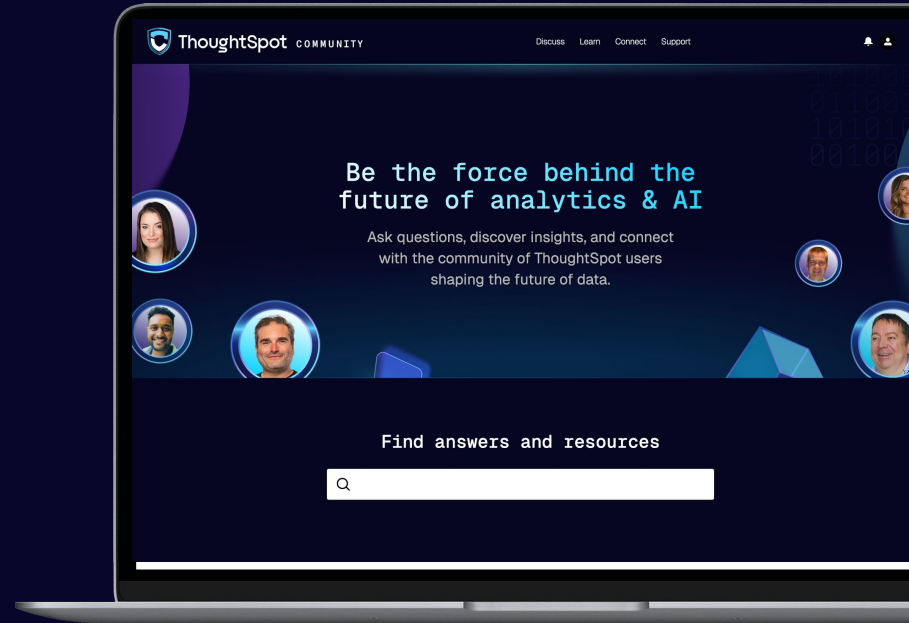 ThoughtSpot COMMUNITY
Discuss Learn Connect Support
Be the force behind the
future of analytics & AI
Ask questions, discover insights, and connect
with the community of ThoughtSpot users
shaping the future of data.
Find answers and resources